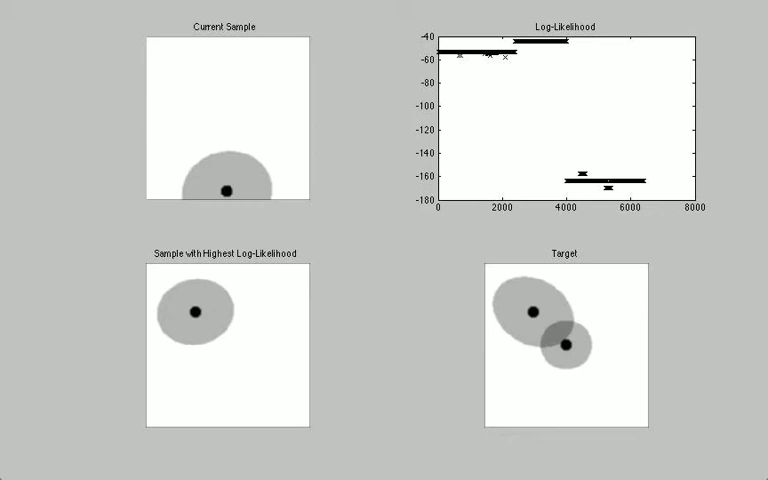 Current Sample
Log-Likelihood
-40
-60
-80
-100
-120
-140
-160
-180
0 2000 4000 6000 8000
Sample with Highest Log-Likelihood
Target